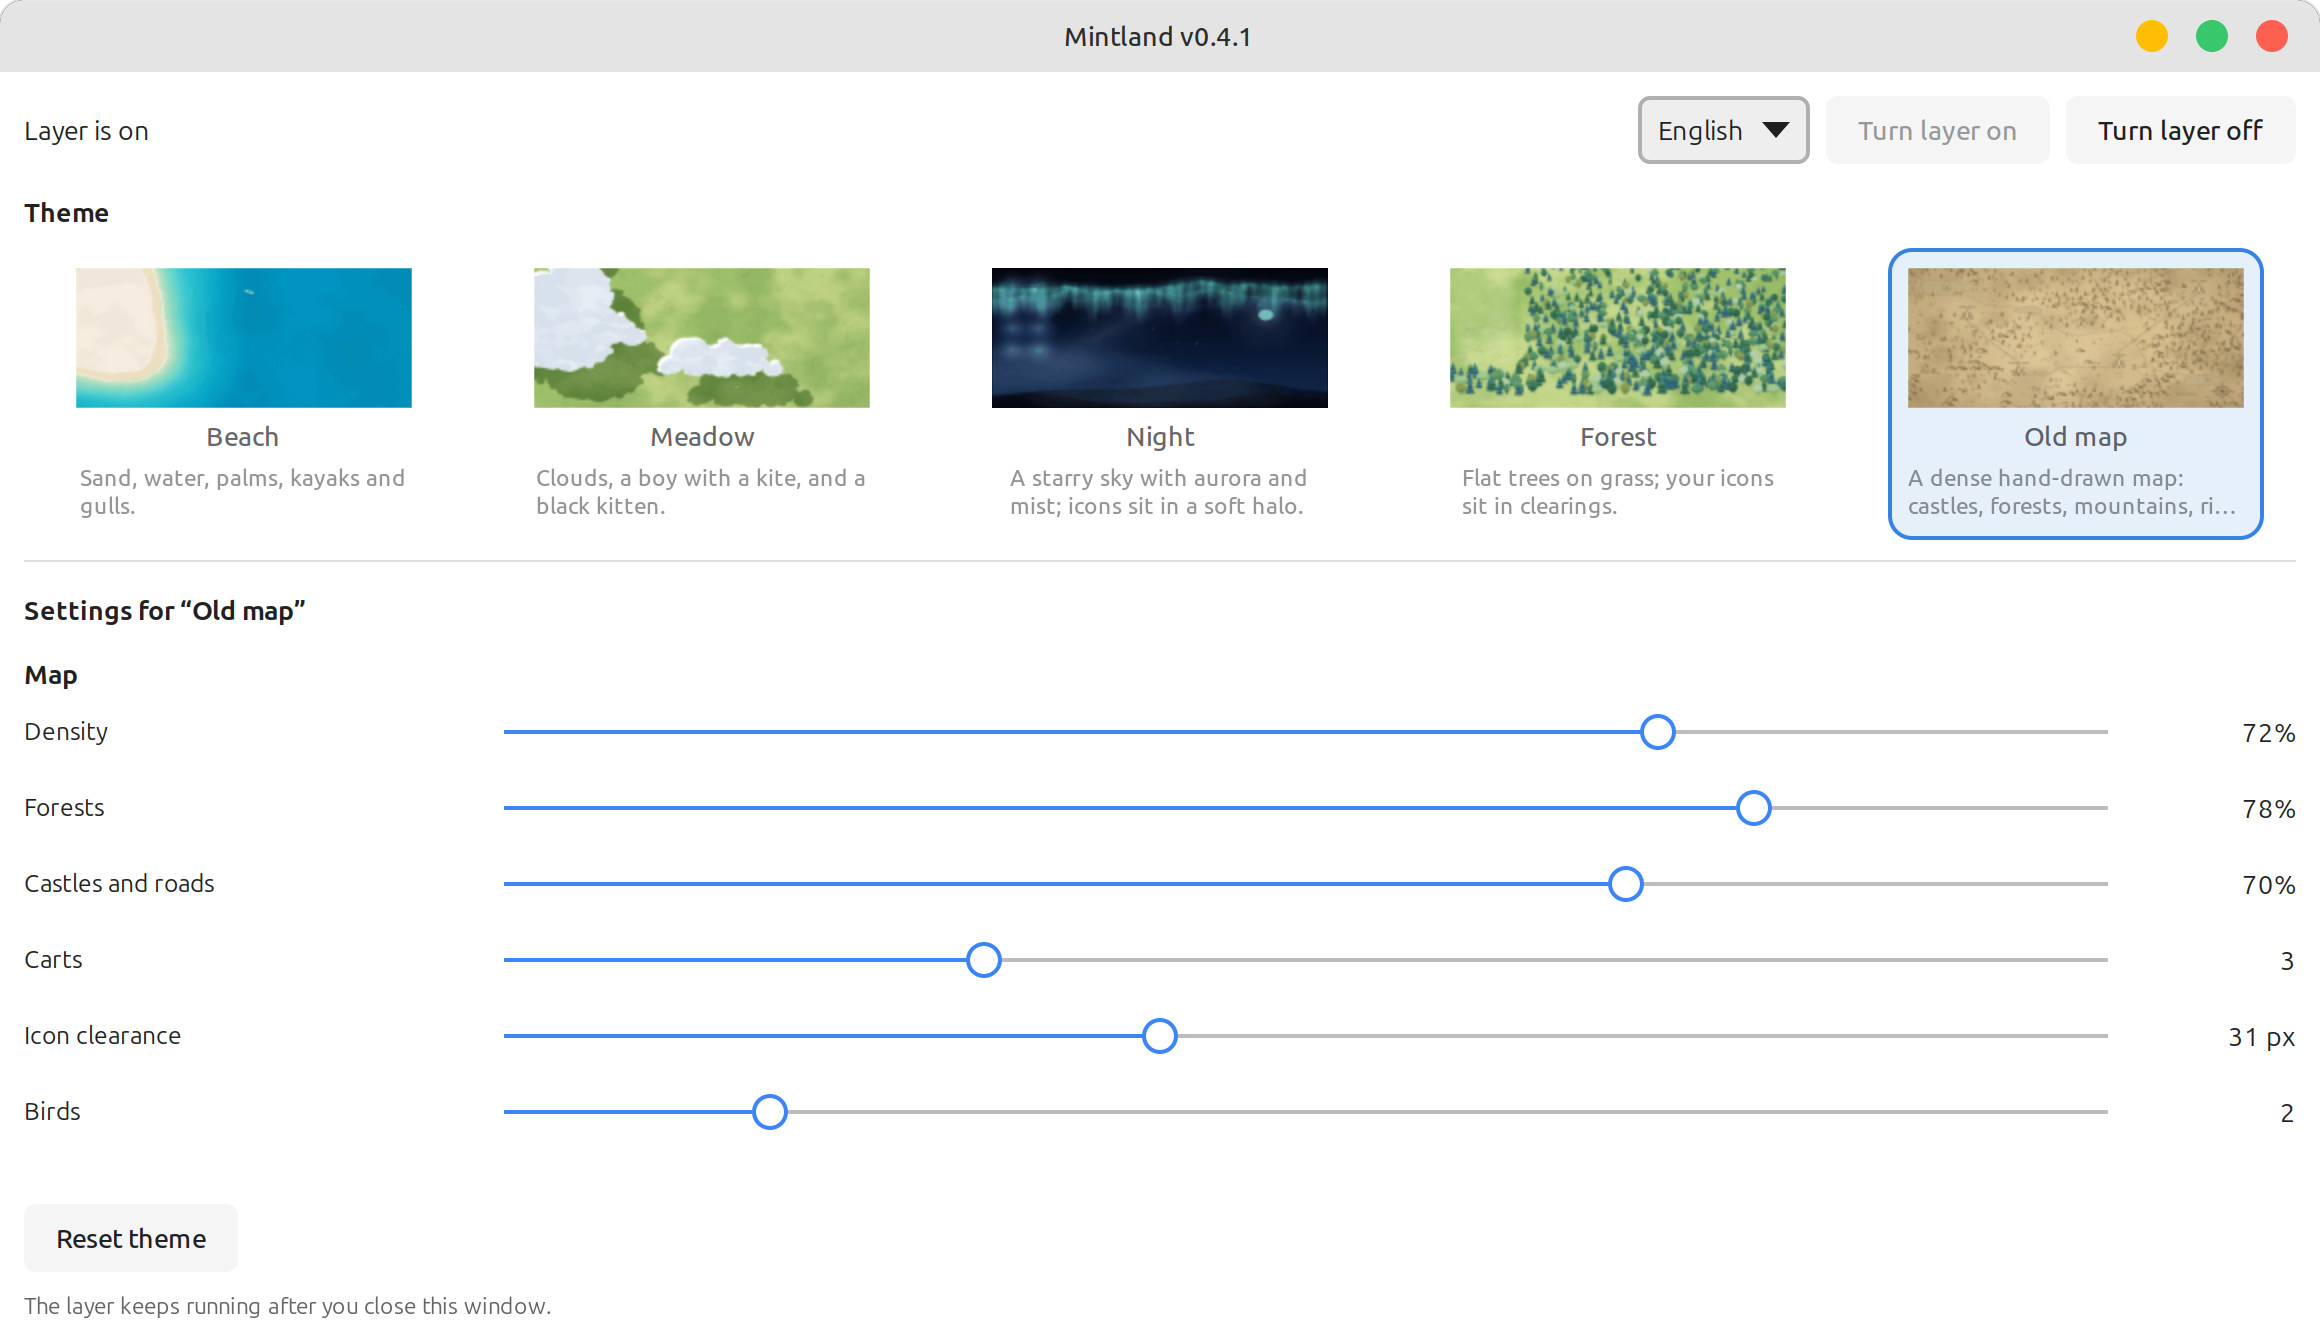 Mintland v0.4.1
Layer is on
English
Turn layer on
Turn layer off
Theme
Beach
Sand, water, palms, kayaks and
gulls.
Meadow
Clouds, a boy with a kite, and a
black kitten.
Night
A starry sky with aurora and
mist; icons sit in a soft halo.
Forest
Flat trees on grass; your icons
sit in clearings.
Old map
A dense hand-drawn map:
castles, forests, mountains, ri…
Settings for “Old map”
Map
Density
72%
Forests
78%
Castles and roads
70%
Carts
3
Icon clearance
31 px
Birds
2
Reset theme
The layer keeps running after you close this window.